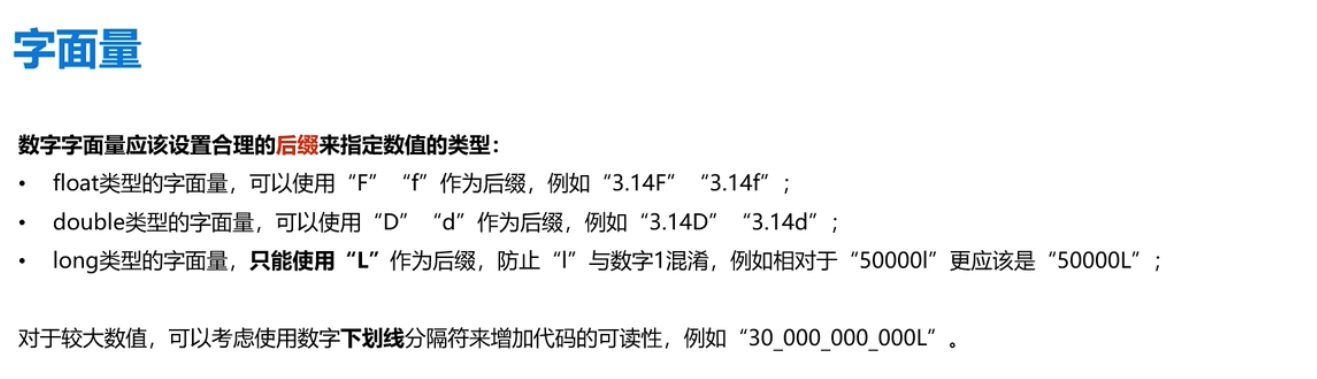 字面量
数字字面量应该设置合理的后缀来指定数值的类型：
• float类型的字面量，可以使用“F”“f”作为后缀，例如“3.14F”“3.14f”；
• double类型的字面量，可以使用“D”“d”作为后缀，例如“3.14D”“3.14d”；
• long类型的字面量，只能使用“L”作为后缀，防止“l”与数字1混淆，例如相对于“50000l”更应该是“50000L”；
对于较大数值，可以考虑使用数字下划线分隔符来增加代码的可读性，例如“30_000_000_000L”。